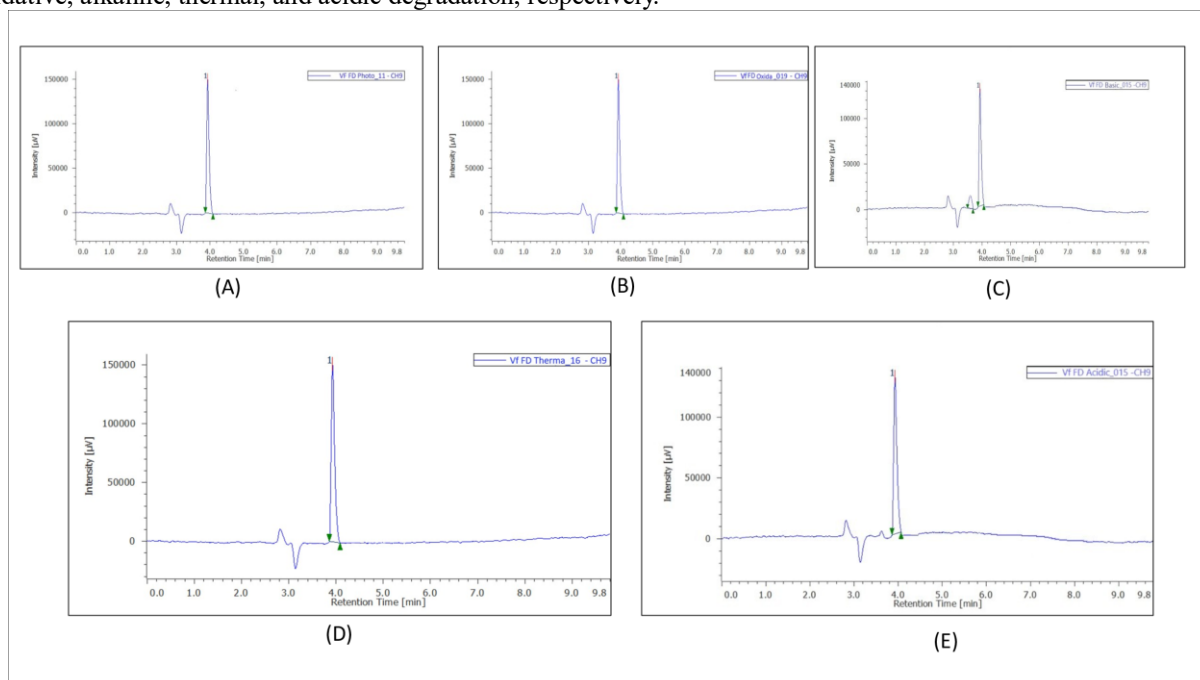 dative, alkaline, thermal, and acidic degradation, respectively.
1
VF FD Photo_11 - CH9
150000
100000
50000
0
Intensity [µV]
0.0 1.0 2.0 3.0 4.0 5.0 6.0 7.0 8.0 9.0 9.8
Retention Time [min]
(A)
1
VFFD Oxida_019 - CH9
150000
100000
50000
0
Intensity [µV]
0.0 1.0 2.0 3.0 4.0 5.0 6.0 7.0 8.0 9.0 9.8
Retention Time [min]
(B)
1
VF FD Basic_015 -CH9
140000
100000
50000
0
Intensity [µV]
0.0 1.0 2.0 3.0 4.0 5.0 6.0 7.0 8.0 9.0 9.8
Retention Time [min]
(C)
1
Vf FD Therma_16 - CH9
150000
100000
50000
0
Intensity [µV]
0.0 1.0 2.0 3.0 4.0 5.0 6.0 7.0 8.0 9.0 9.8
Retention Time [min]
(D)
1
Vf FD Acidic_015 -CH9
140000
100000
50000
0
Intensity [µV]
0.0 1.0 2.0 3.0 4.0 5.0 6.0 7.0 8.0 9.0 9.8
Retention Time [min]
(E)